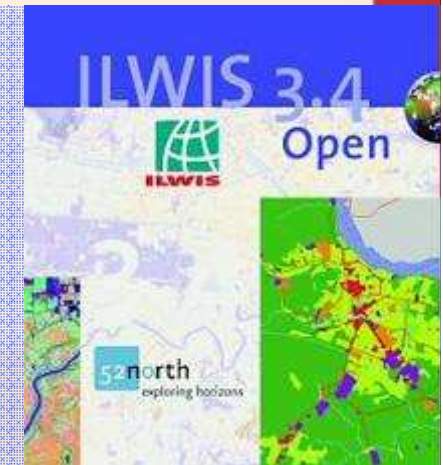 ILWIS 3.4
Open
ILWIS
52north
exploring horizons